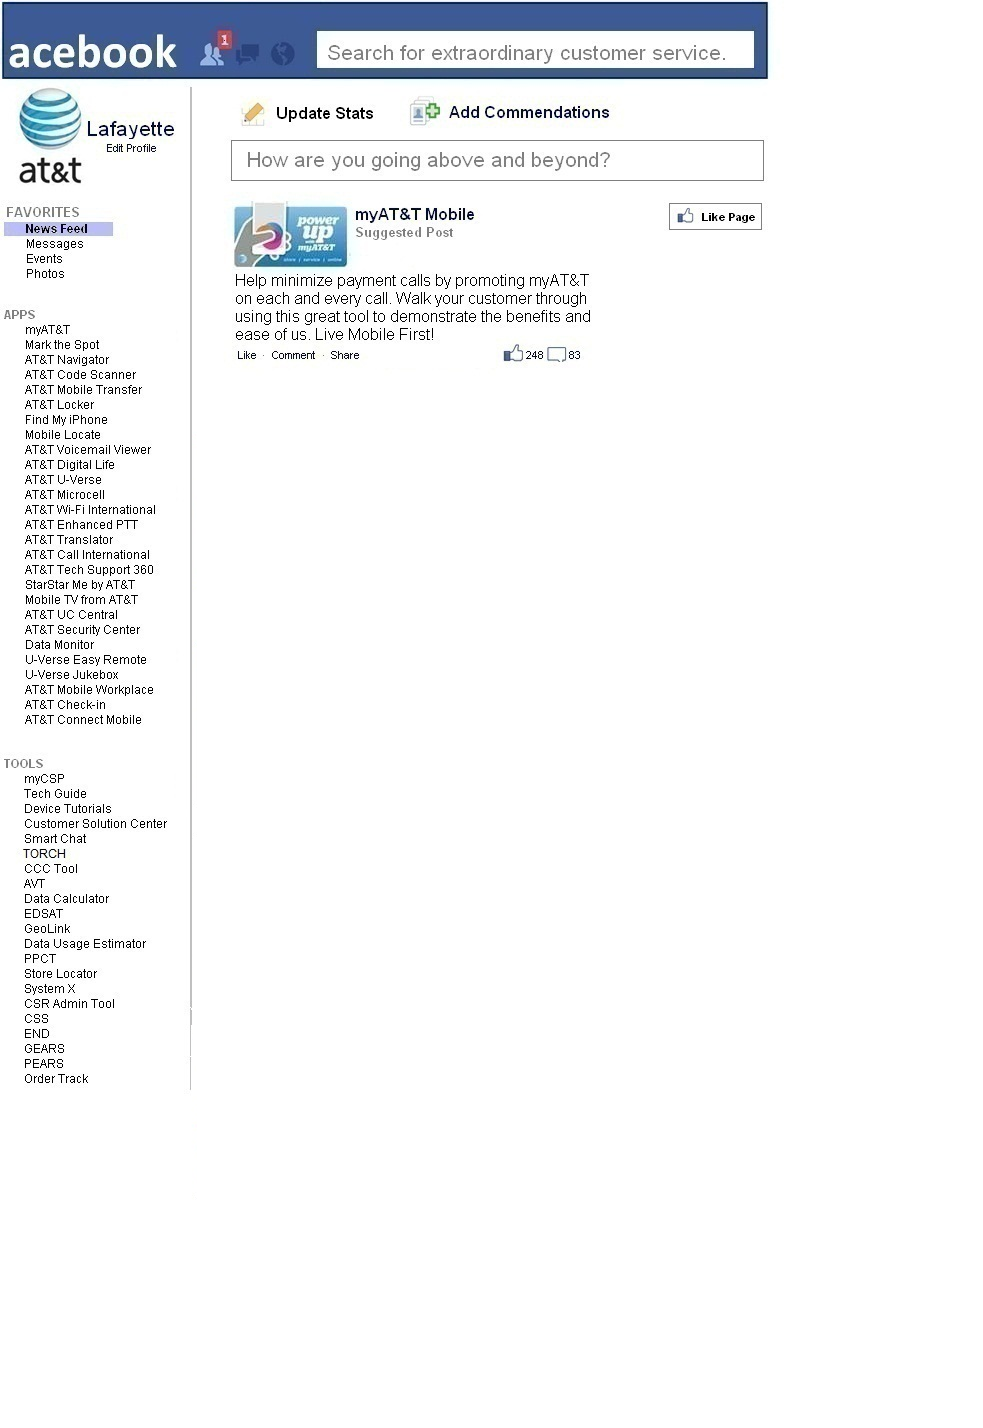 acebook
1
Search for extraordinary customer service.
at&t
Lafayette
Edit Profile
Update Stats
Add Commendations
How are you going above and beyond?
FAVORITES
News Feed
Messages
Events
Photos
power
up
with
myAT&T
store | service | online
myAT&T Mobile
Suggested Post
Like Page
Help minimize payment calls by promoting myAT&T
on each and every call. Walk your customer through
using this great tool to demonstrate the benefits and
ease of us. Live Mobile First!
Like · Comment · Share
248
83
APPS
myAT&T
Mark the Spot
AT&T Navigator
AT&T Code Scanner
AT&T Mobile Transfer
AT&T Locker
Find My iPhone
Mobile Locate
AT&T Voicemail Viewer
AT&T Digital Life
AT&T U-Verse
AT&T Microcell
AT&T Wi-Fi International
AT&T Enhanced PTT
AT&T Translator
AT&T Call International
AT&T Tech Support 360
StarStar Me by AT&T
Mobile TV from AT&T
AT&T UC Central
AT&T Security Center
Data Monitor
U-Verse Easy Remote
U-Verse Jukebox
AT&T Mobile Workplace
AT&T Check-in
AT&T Connect Mobile
TOOLS
myCSP
Tech Guide
Device Tutorials
Customer Solution Center
Smart Chat
TORCH
CCC Tool
AVT
Data Calculator
EDSAT
GeoLink
Data Usage Estimator
PPCT
Store Locator
System X
CSR Admin Tool
CSS
END
GEARS
PEARS
Order Track